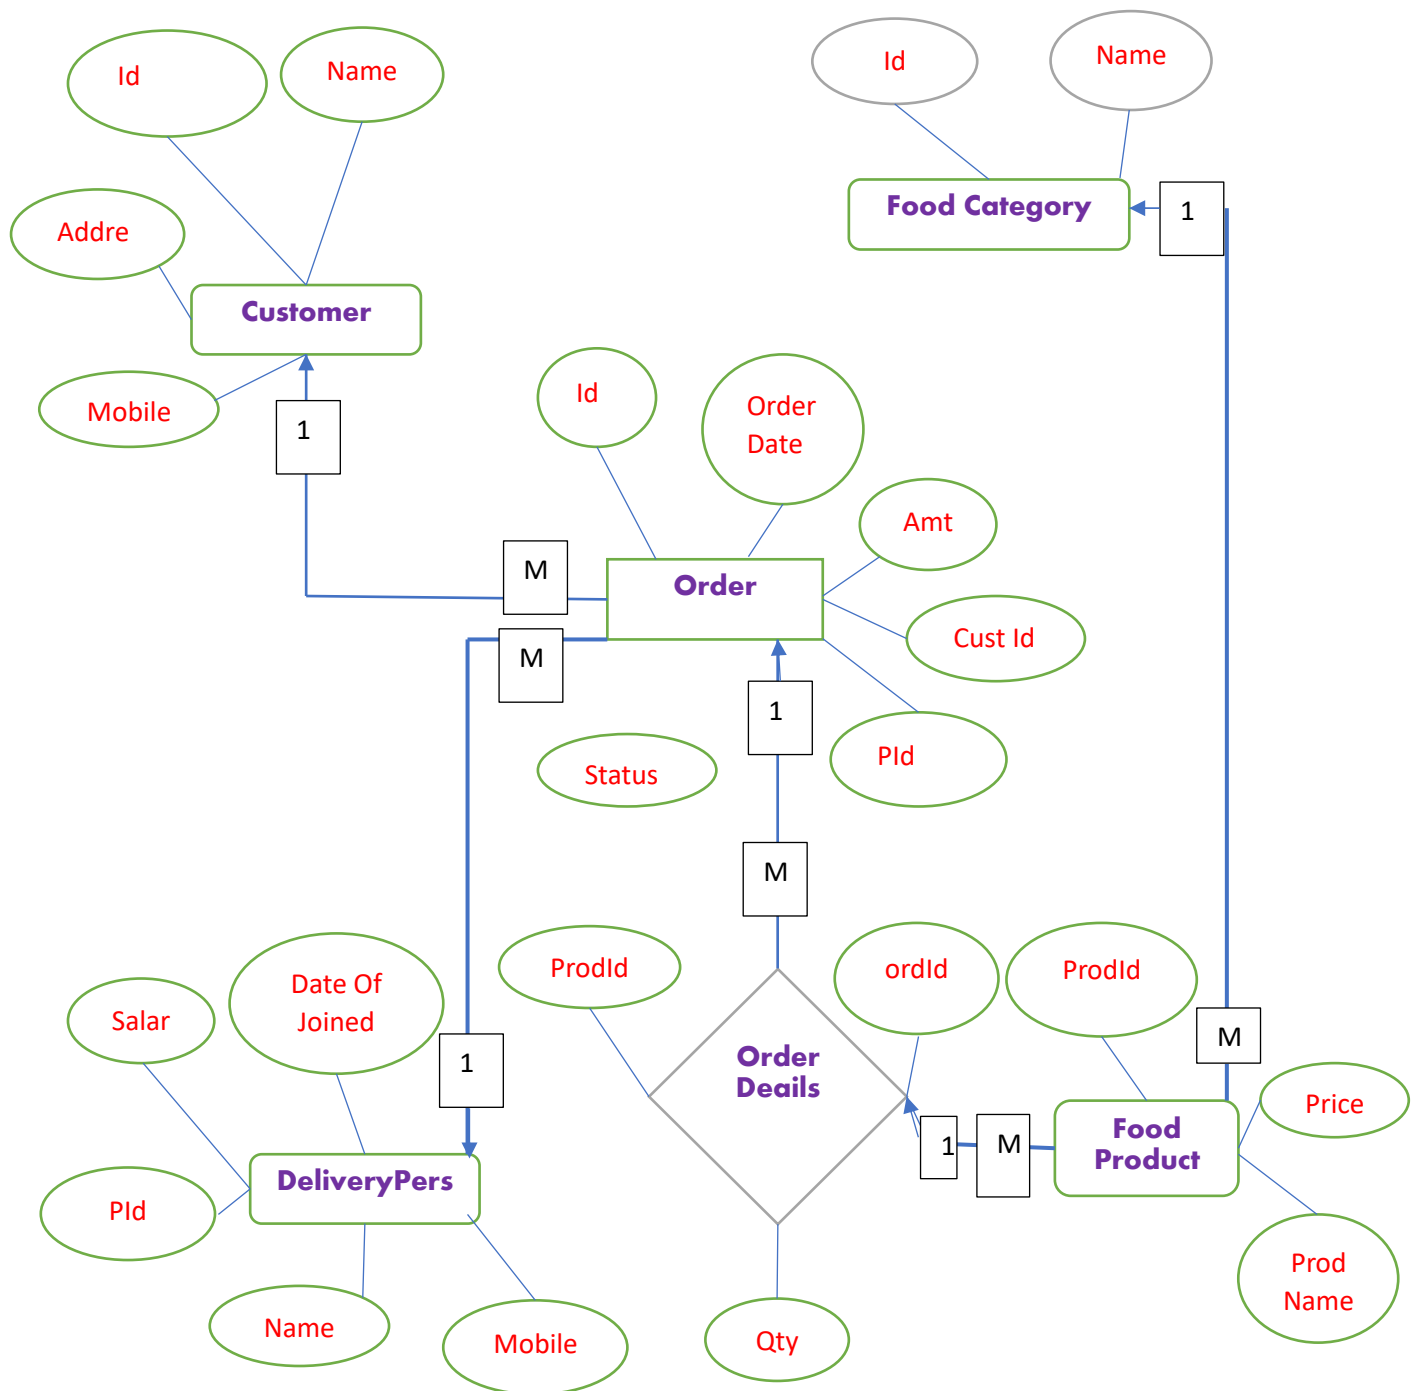 Id
Name
Id
Name
Food Category
1
Addre
Customer
Mobile
1
Id
Order
Date
Amt
M
Order
Cust Id
M
1
PId
Status
M
ProdId
ordId
ProdId
Date Of
Joined
Salar
M
1
Order
Deails
Price
1
M
Food
Product
DeliveryPers
PId
Prod
Name
Name
Mobile
Qty